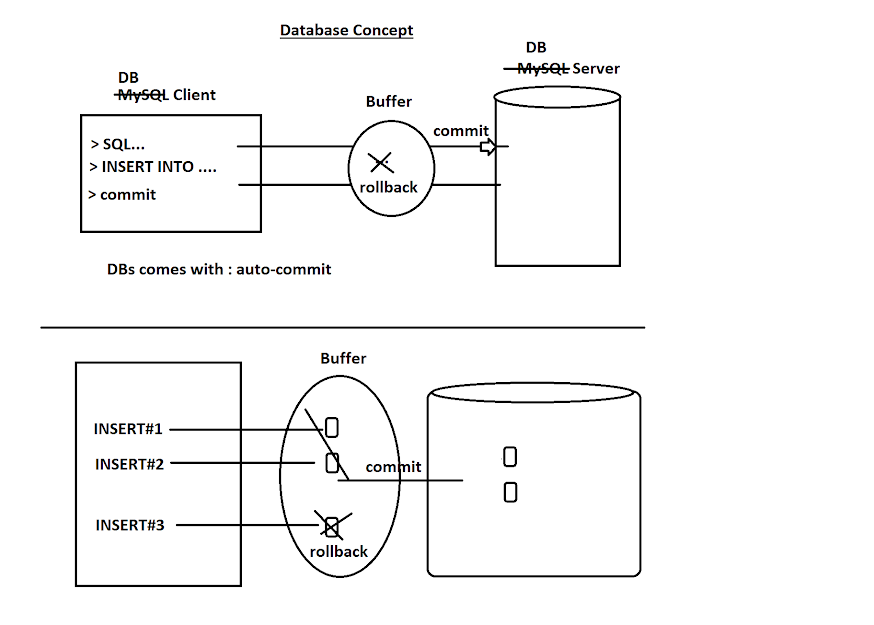 Database Concept
DB
MySQL Client
> SQL...
> INSERT INTO ....
> commit
Buffer
rollback
commit
DB
MySQL Server
DBs comes with : auto-commit
Buffer
INSERT#1
INSERT#2
INSERT#3
commit
rollback